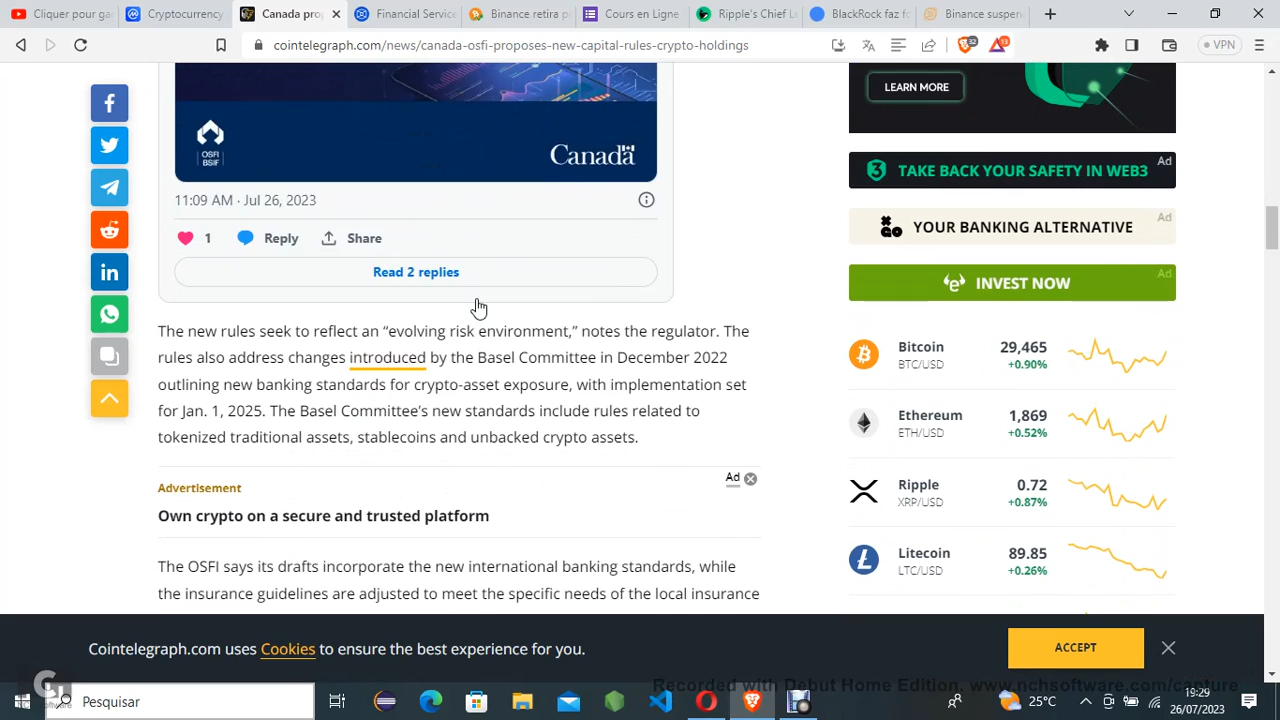 Cliquer pour ga
Cryptocurrency
Canada pro
Financial Service
Binance retira p
Cours en Ligne
Ripple's Chief L
BlackRock faz f
Binance suspen
cointelegraph.com/news/canada-osfi-proposes-new-capital-rules-crypto-holdings
VPN
OSFI
BSIF
Canada
11:09 AM · Jul 26, 2023
1 Reply Share
Read 2 replies
The new rules seek to reflect an “evolving risk environment,” notes the regulator. The
rules also address changes introduced by the Basel Committee in December 2022
outlining new banking standards for crypto-asset exposure, with implementation set
for Jan. 1, 2025. The Basel Committee’s new standards include rules related to
tokenized traditional assets, stablecoins and unbacked crypto assets.
Ad
Advertisement
Own crypto on a secure and trusted platform
The OSFI says its drafts incorporate the new international banking standards, while
the insurance guidelines are adjusted to meet the specific needs of the local insurance
LEARN MORE
TAKE BACK YOUR SAFETY IN WEB3 Ad
YOUR BANKING ALTERNATIVE Ad
INVEST NOW Ad
Bitcoin 29,465
BTC/USD +0.90%
Ethereum 1,869
ETH/USD +0.52%
Ripple 0.72
XRP/USD +0.87%
Litecoin 89.85
LTC/USD +0.26%
Cointelegraph.com uses Cookies to ensure the best experience for you.
ACCEPT
Recorded with Debut Home Edition. www.nchsoftware.com/capture
Software
Pesquisar
25°C
19:29
26/07/2023